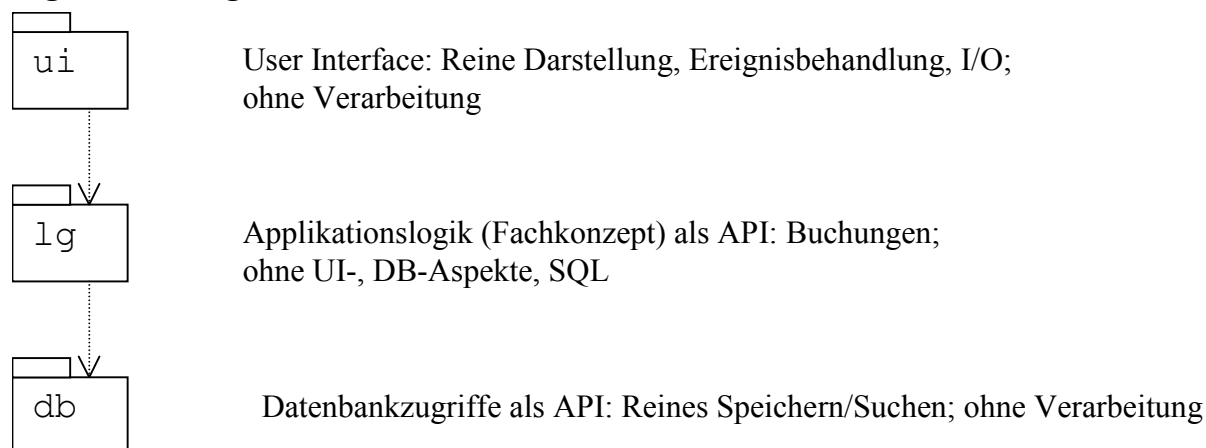 ui
User Interface: Reine Darstellung, Ereignisbehandlung, I/O;
ohne Verarbeitung
lg
Applikationslogik (Fachkonzept) als API: Buchungen;
ohne UI-, DB-Aspekte, SQL
db
Datenbankzugriffe als API: Reines Speichern/Suchen; ohne Verarbeitung